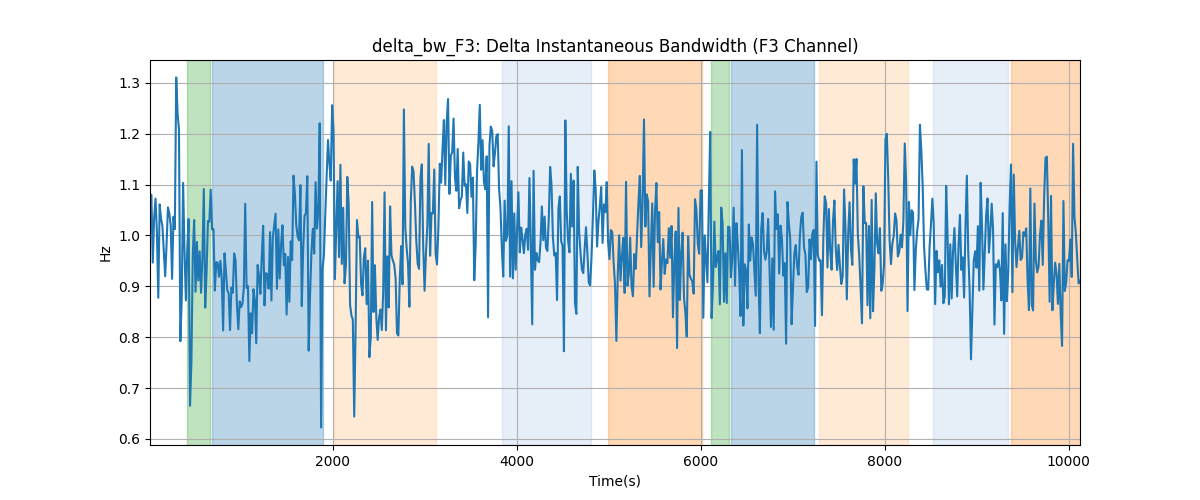 delta_bw_F3: Delta Instantaneous Bandwidth (F3 Channel)
1.3
1.2
1.1
1.0
0.9
0.8
0.7
0.6
Hz
2000 4000 6000 8000 10000
Time(s)